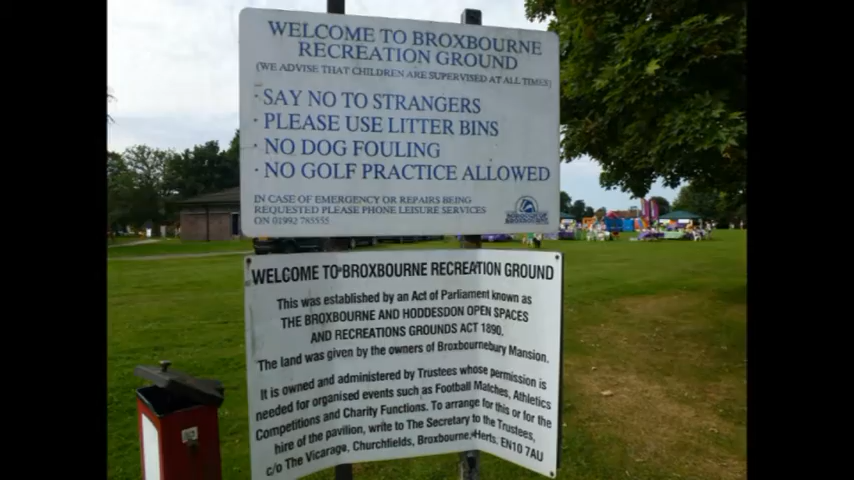 WELCOME TO BROXBOURNE
RECREATION GROUND
(WE ADVISE THAT CHILDREN ARE SUPERVISED AT ALL TIMES)
· SAY NO TO STRANGERS
· PLEASE USE LITTER BINS
· NO DOG FOULING
· NO GOLF PRACTICE ALLOWED
IN CASE OF EMERGENCY OR REPAIRS BEING
REQUESTED PLEASE PHONE LEISURE SERVICES
ON 01992 785555
WELCOME TO BROXBOURNE RECREATION GROUND
This was established by an Act of Parliament known as
THE BROXBOURNE AND HODDESDON OPEN SPACES
AND RECREATIONS GROUNDS ACT 1890.
The land was given by the owners of Broxbournebury Mansion.
It is owned and administered by Trustees whose permission is
needed for organised events such as Football Matches, Athletics
Competitions and Charity Functions. To arrange for this or for the
hire of the pavilion, write to The Secretary to the Trustees,
c/o The Vicarage, Churchfields, Broxbourne, Herts, EN10 7AU